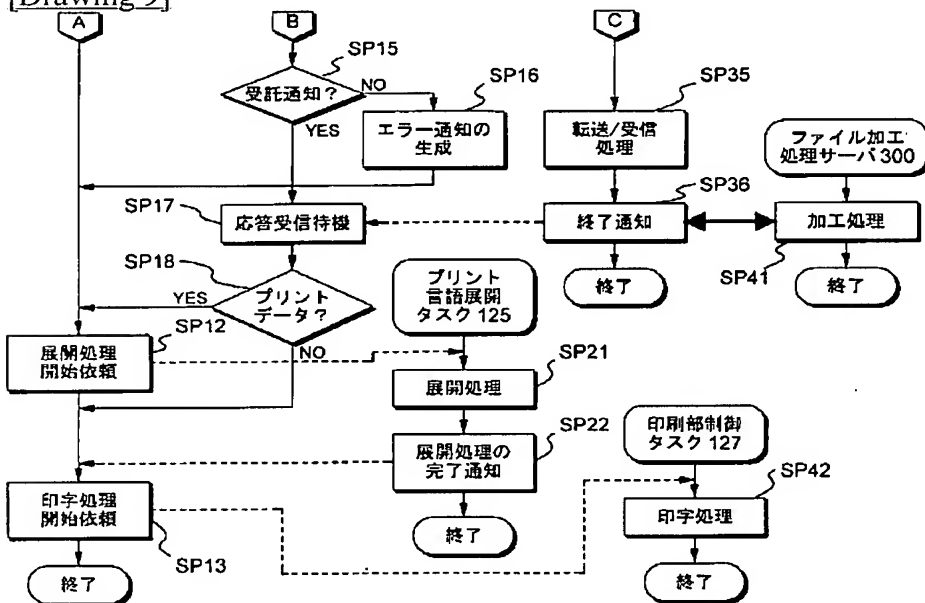 [Drawing 9]
A
B
C
SP15
受託通知?
NO
YES
SP16
エラー通知の
生成
SP35
転送/受信
処理
ファイル加工
処理サーバ300
SP17
応答受信待機
SP36
終了通知
加工処理
SP41
SP18
プリント
データ?
YES
NO
終了
終了
プリント
言語展開
タスク125
SP12
展開処理
開始依頼
SP21
展開処理
SP22
展開処理の
完了通知
印刷部制御
タスク127
SP42
印字処理
印字処理
開始依頼
SP13
終了
終了
終了